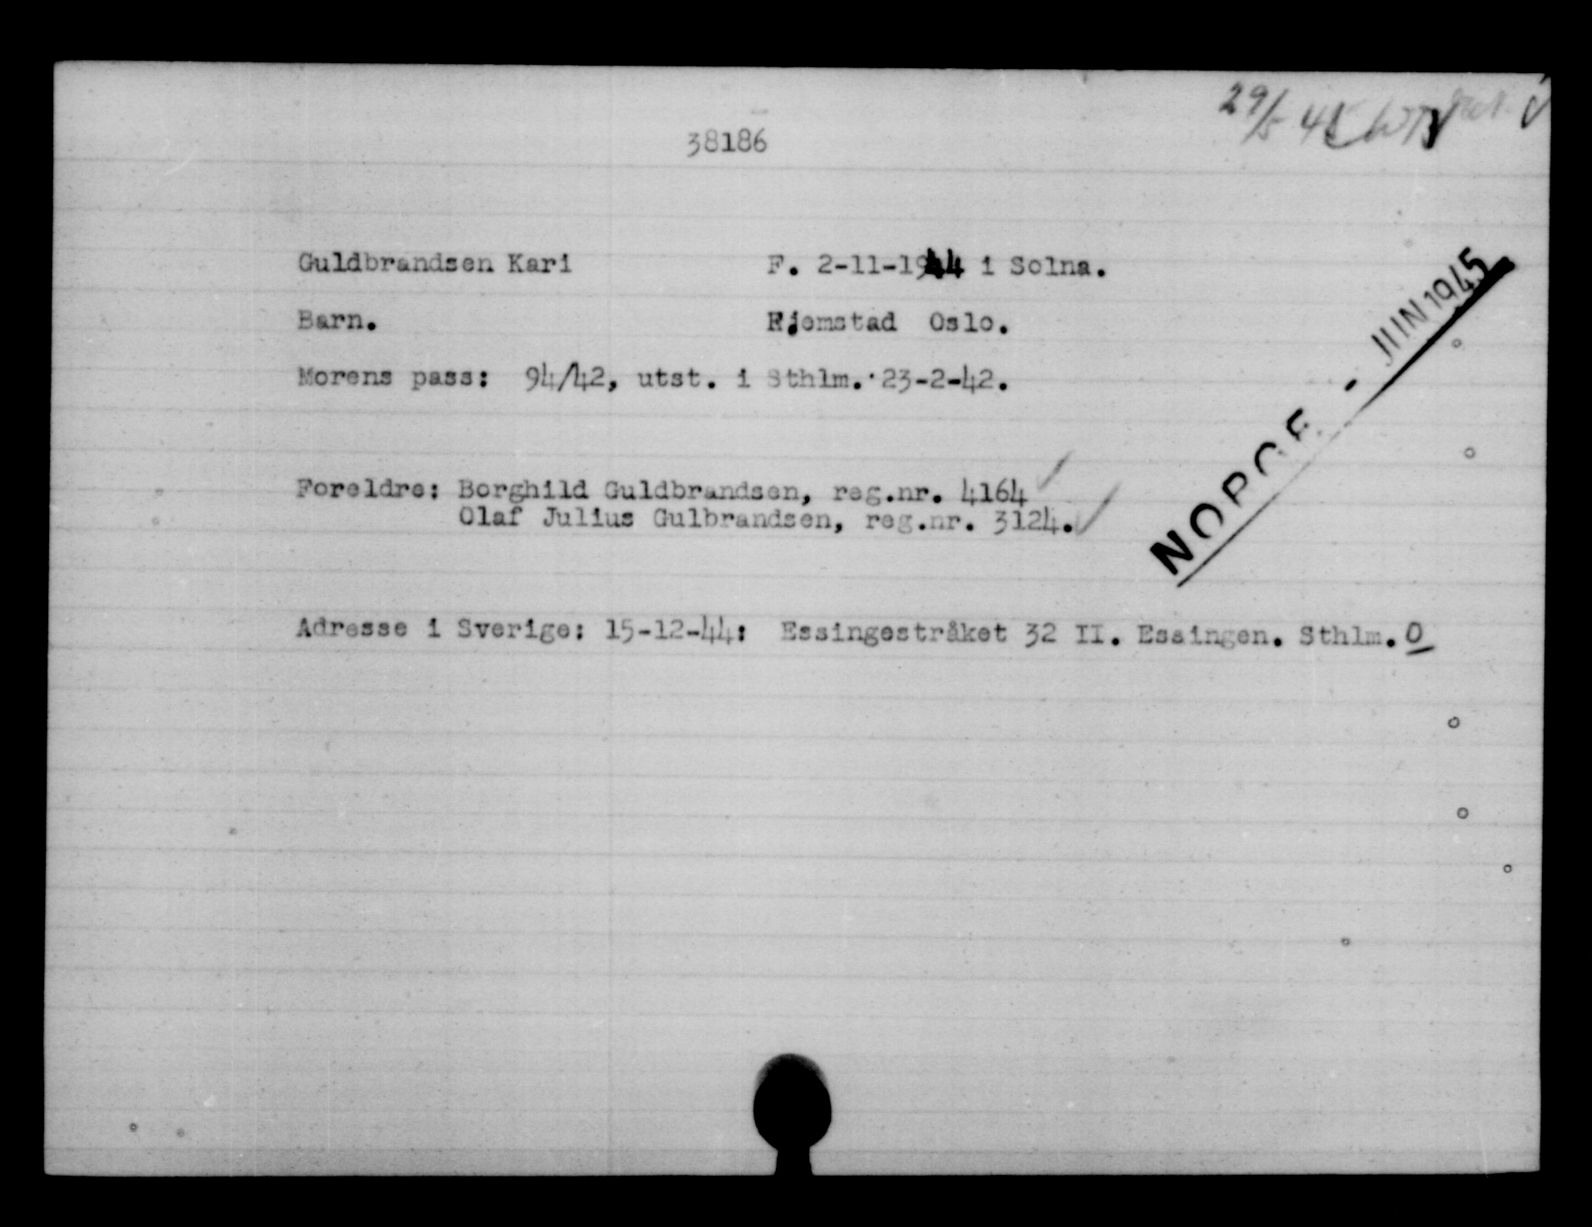 29/5 45
38186
Guldbrandsen Kari F. 2-11-1944 i Solna.
Barn. Hjemstad Oslo.
JUN 1945
Morens pass: 94/42, utst. i Sthlm. 23-2-42.
NORGE -
Foreldre: Borghild Guldbrandsen, reg.nr. 4164
Olaf Julius Gulbrandsen, reg.nr. 3124.
Adresse i Sverige: 15-12-44: Essingestråket 32 II. Essingen. Sthlm. O